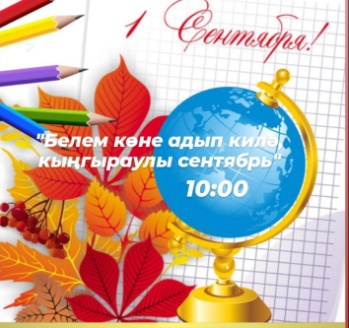 1 Сентября!
"Белем көне адып килә,
кыңгыраулы сентябрь"
10:00